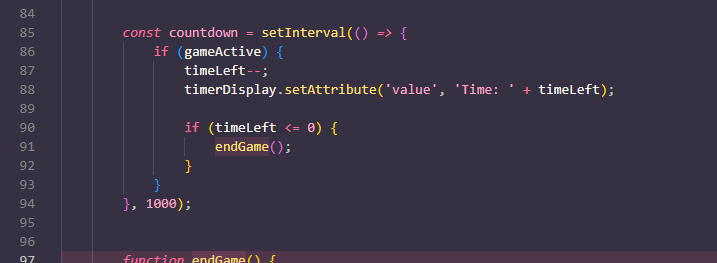 84
85 const countdown = setInterval(() => {
86 if (gameActive) {
87 timeLeft--;
88 timerDisplay.setAttribute('value', 'Time: ' + timeLeft);
89
90 if (timeLeft <= 0) {
91 endGame();
92 }
93 }
94 }, 1000);
95
96
97 function endGame() {